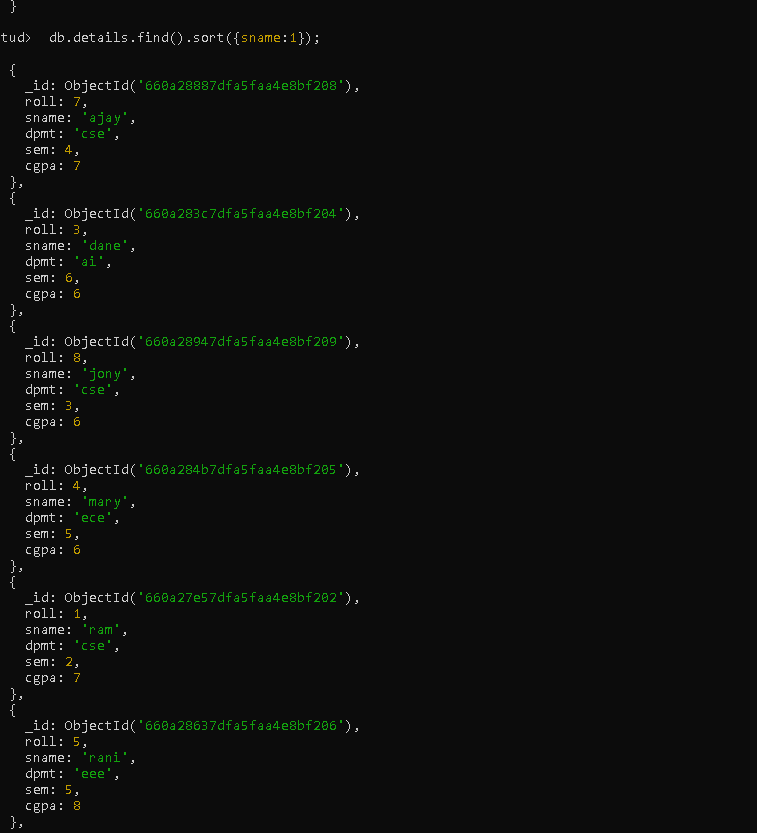 }
tud>  db.details.find().sort({sname:1});
{
_id: ObjectId('660a28887dfa5faa4e8bf208'),
roll: 7,
sname: 'ajay',
dpmt: 'cse',
sem: 4,
cgpa: 7
},
{
_id: ObjectId('660a283c7dfa5faa4e8bf204'),
roll: 3,
sname: 'dane',
dpmt: 'ai',
sem: 6,
cgpa: 6
},
{
_id: ObjectId('660a28947dfa5faa4e8bf209'),
roll: 8,
sname: 'jony',
dpmt: 'cse',
sem: 3,
cgpa: 6
},
{
_id: ObjectId('660a284b7dfa5faa4e8bf205'),
roll: 4,
sname: 'mary',
dpmt: 'ece',
sem: 5,
cgpa: 6
},
{
_id: ObjectId('660a27e57dfa5faa4e8bf202'),
roll: 1,
sname: 'ram',
dpmt: 'cse',
sem: 2,
cgpa: 7
},
{
_id: ObjectId('660a28637dfa5faa4e8bf206'),
roll: 5,
sname: 'rani',
dpmt: 'eee',
sem: 5,
cgpa: 8
},